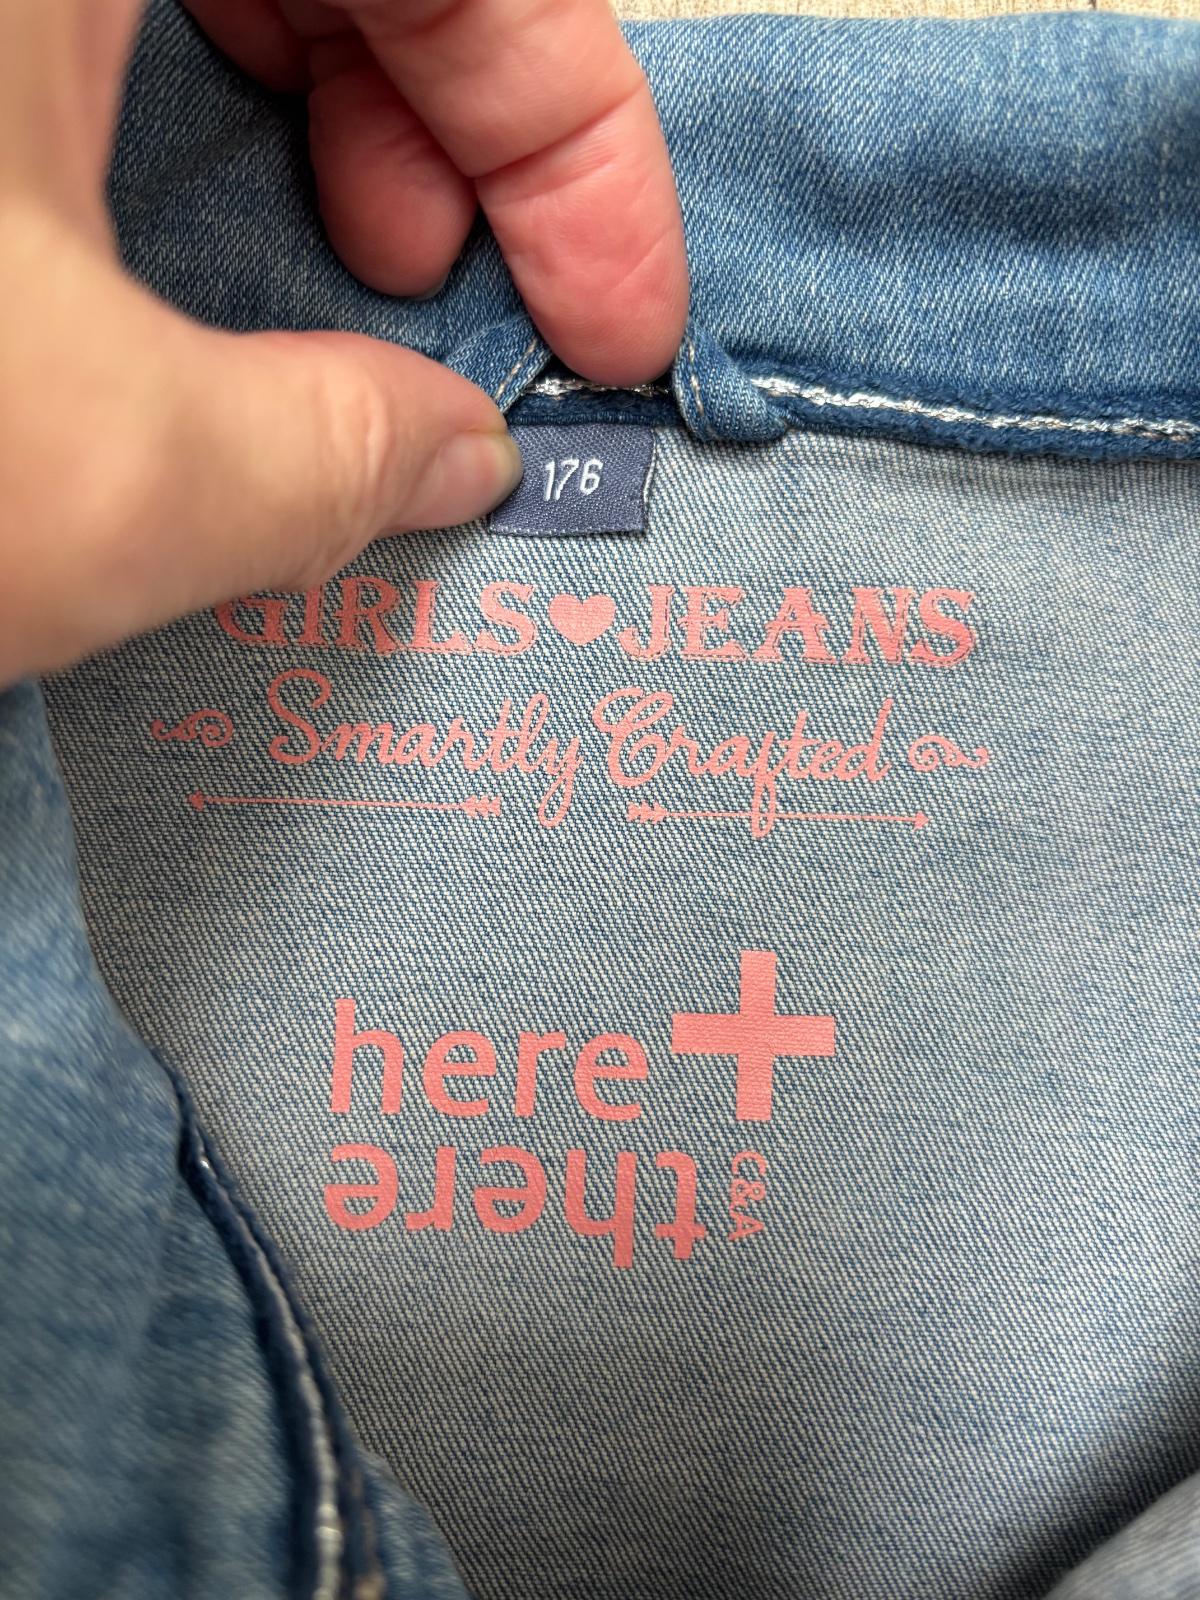 176
GIRLS♥JEANS
Smartly Crafted
here+
there
C&A